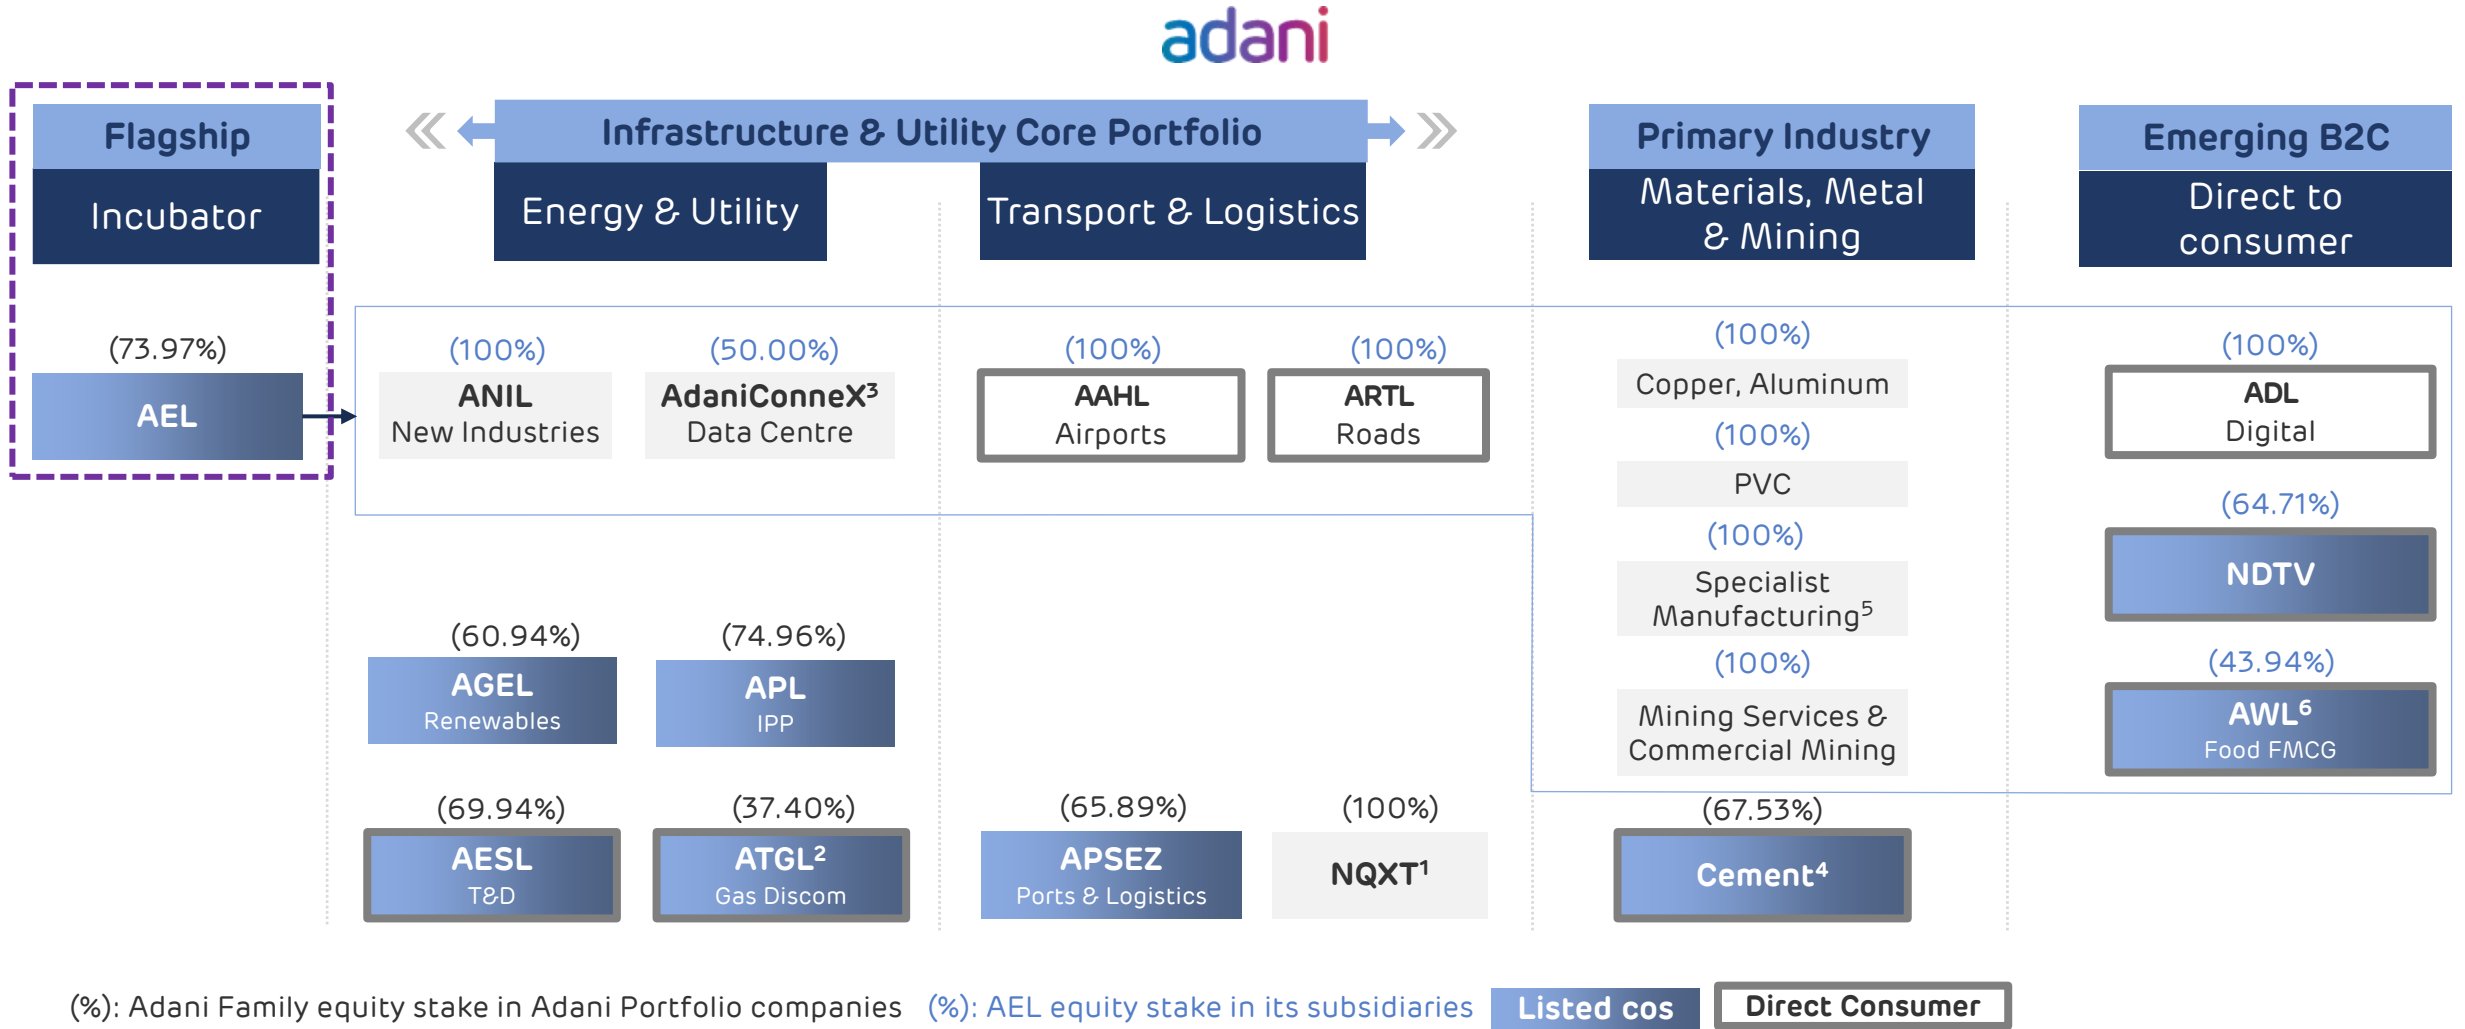 adani
Flagship
Incubator
Infrastructure & Utility Core Portfolio
Energy & Utility
Transport & Logistics
Primary Industry
Materials, Metal
& Mining
Emerging B2C
Direct to
consumer
(73.97%)
AEL
(100%)
ANIL
New Industries
(50.00%)
AdaniConneX³
Data Centre
(100%)
AAHL
Airports
(100%)
ARTL
Roads
(100%)
Copper, Aluminum
(100%)
PVC
(100%)
Specialist
Manufacturing⁵
(100%)
Mining Services &
Commercial Mining
(100%)
ADL
Digital
(64.71%)
NDTV
(43.94%)
AWL⁶
Food FMCG
(60.94%)
AGEL
Renewables
(74.96%)
APL
IPP
(69.94%)
AESL
T&D
(37.40%)
ATGL²
Gas Discom
(65.89%)
APSEZ
Ports & Logistics
(100%)
NQXT¹
(67.53%)
Cement⁴
(%): Adani Family equity stake in Adani Portfolio companies (%): AEL equity stake in its subsidiaries Listed cos Direct Consumer